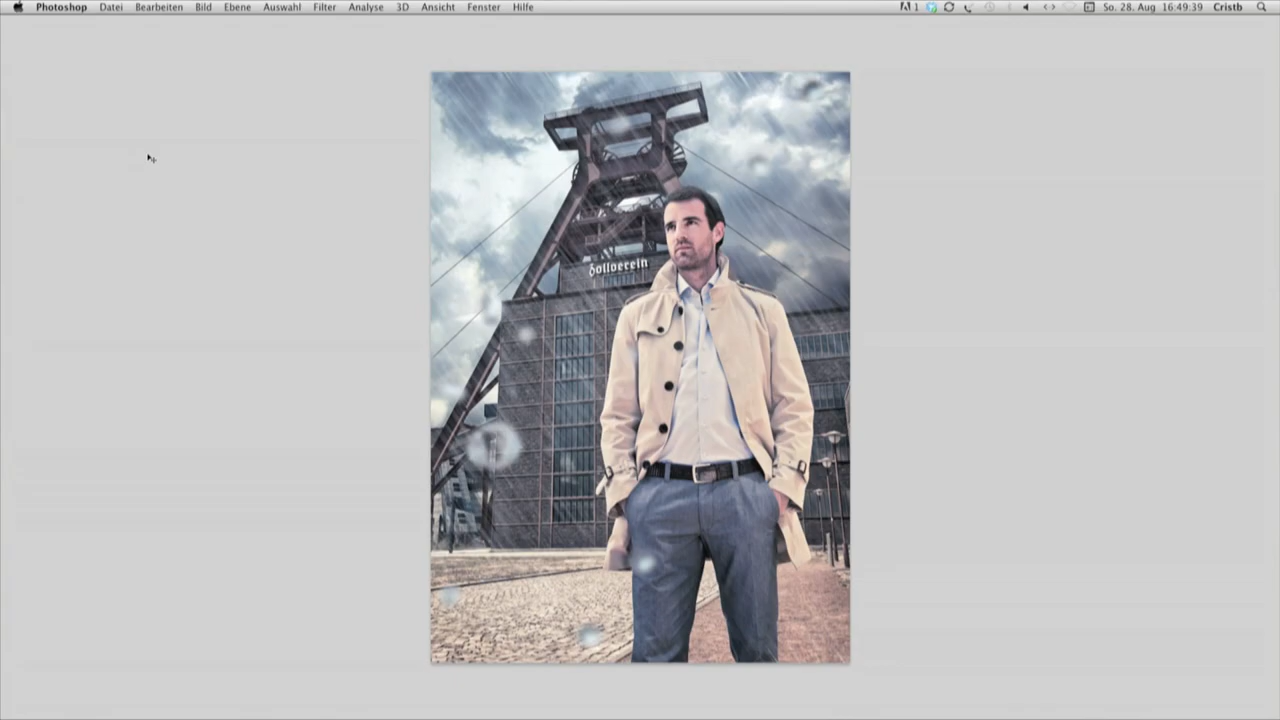 Photoshop Datei Bearbeiten Bild Ebene Auswahl Filter Analyse 3D Ansicht Fenster Hilfe 1 So. 28. Aug 16:49:39 Cristb
Zollverein